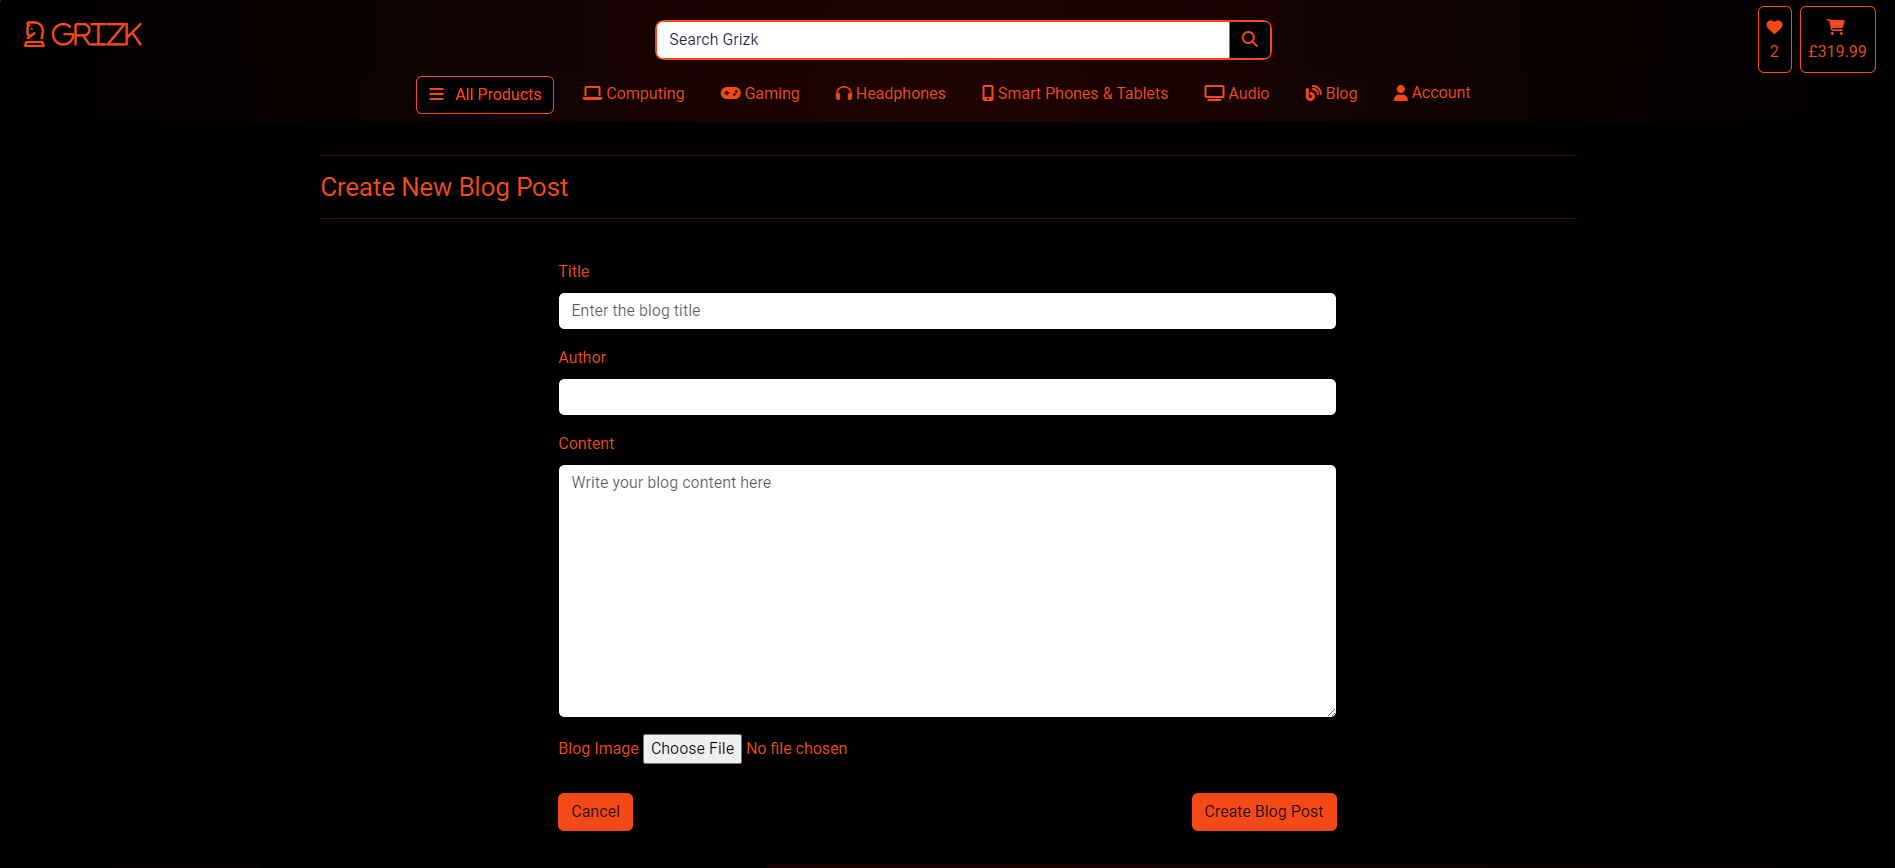 GRIZK
Search Grizk
2
£319.99
All Products
Computing
Gaming
Headphones
Smart Phones & Tablets
Audio
Blog
Account
Create New Blog Post
Title
Enter the blog title
Author
Content
Write your blog content here
Blog Image Choose File No file chosen
Cancel
Create Blog Post